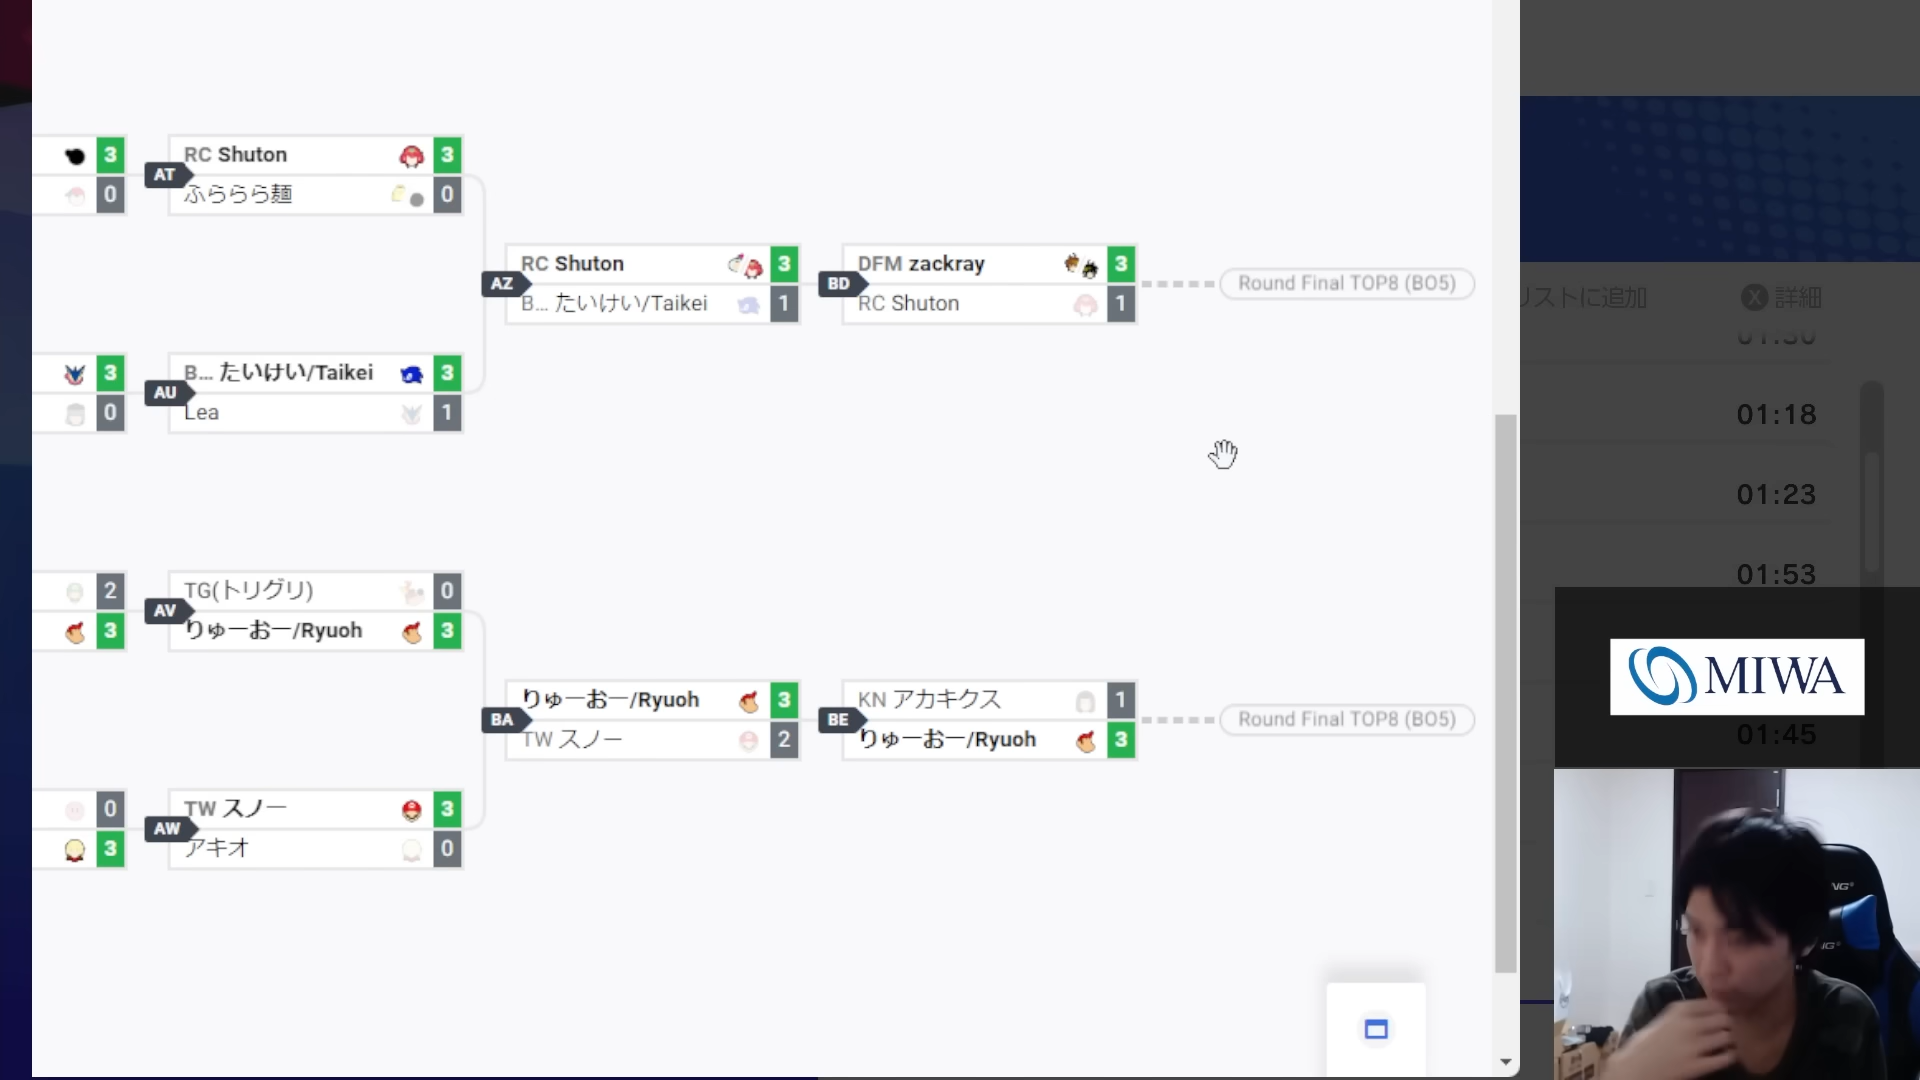 3
0
AT
RC Shuton
3
ふららら麺
0
AZ
RC Shuton
3
B... たいけい/Taikei
1
BD
DFM zackray
3
RC Shuton
1
Round Final TOP8 (BO5)
リストに追加
X 詳細
3
0
AU
B... たいけい/Taikei
3
Lea
1
01:18
01:23
01:53
2
3
AV
TG(トリグリ)
0
りゅーおー/Ryuoh
3
BA
りゅーおー/Ryuoh
3
TW スノー
2
BE
KN アカキクス
1
りゅーおー/Ryuoh
3
Round Final TOP8 (BO5)
MIWA
01:45
0
3
AW
TW スノー
3
アキオ
0